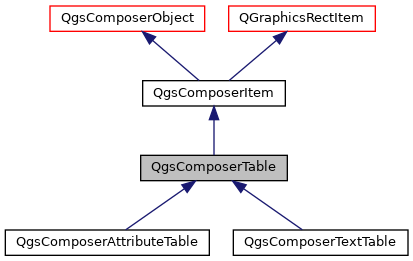 QgsComposerObject
QGraphicsRectItem
QgsComposerItem
QgsComposerTable
QgsComposerAttributeTable
QgsComposerTextTable